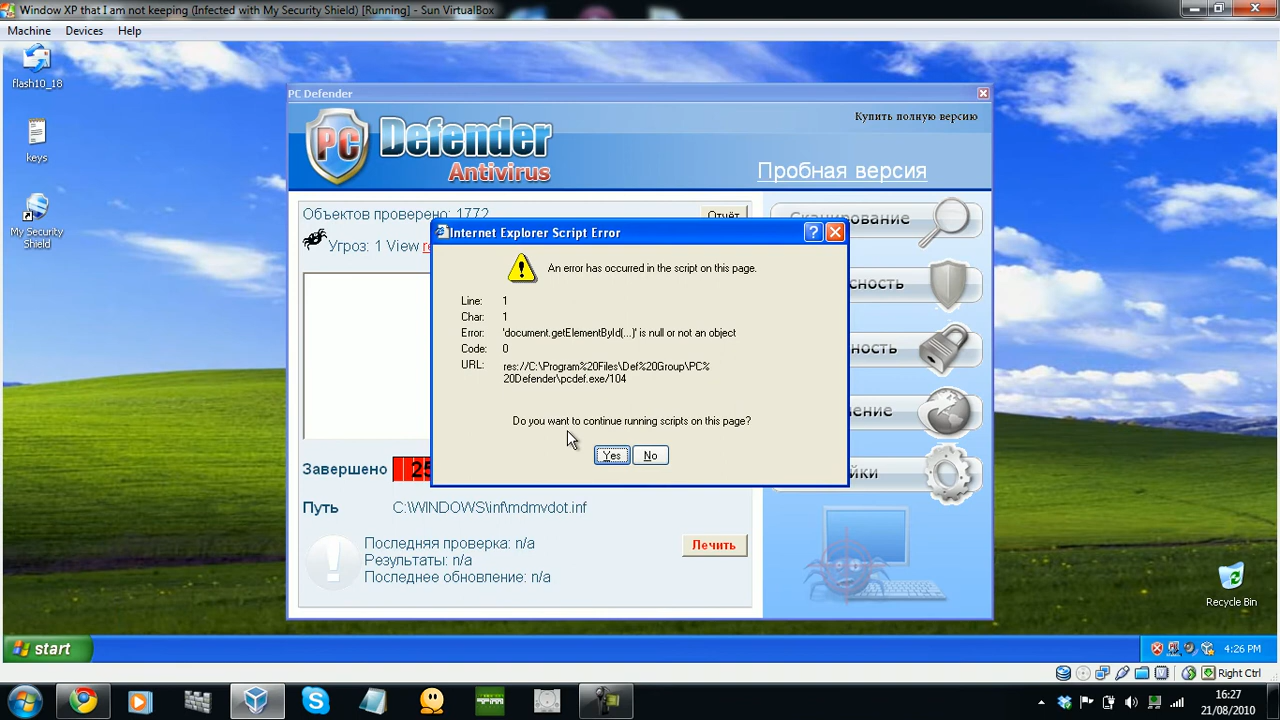 Window XP that I am not keeping (Infected with My Security Shield) [Running] - Sun VirtualBox
Machine Devices Help
flash10_18
keys
My Security
Shield
PC Defender
PC Defender
Antivirus
Купить полную версию
Пробная версия
Объектов проверено: 1772
Отчёт
Угроз: 1 View
Сканирование
Internet Explorer Script Error
An error has occurred in the script on this page.
Line: 1
Char: 1
Error: 'document.getElementById(...)' is null or not an object
Code: 0
URL: res://C:\Program%20Files\Def%20Group\PC%
20Defender\pcdef.exe/104
Do you want to continue running scripts on this page?
Yes No
Завершено 25
Путь C:\WINDOWS\inf\mdmvdot.inf
Последняя проверка: n/a
Результаты: n/a
Последнее обновление: n/a
Лечить
Recycle Bin
start
4:26 PM
Right Ctrl
16:27
21/08/2010